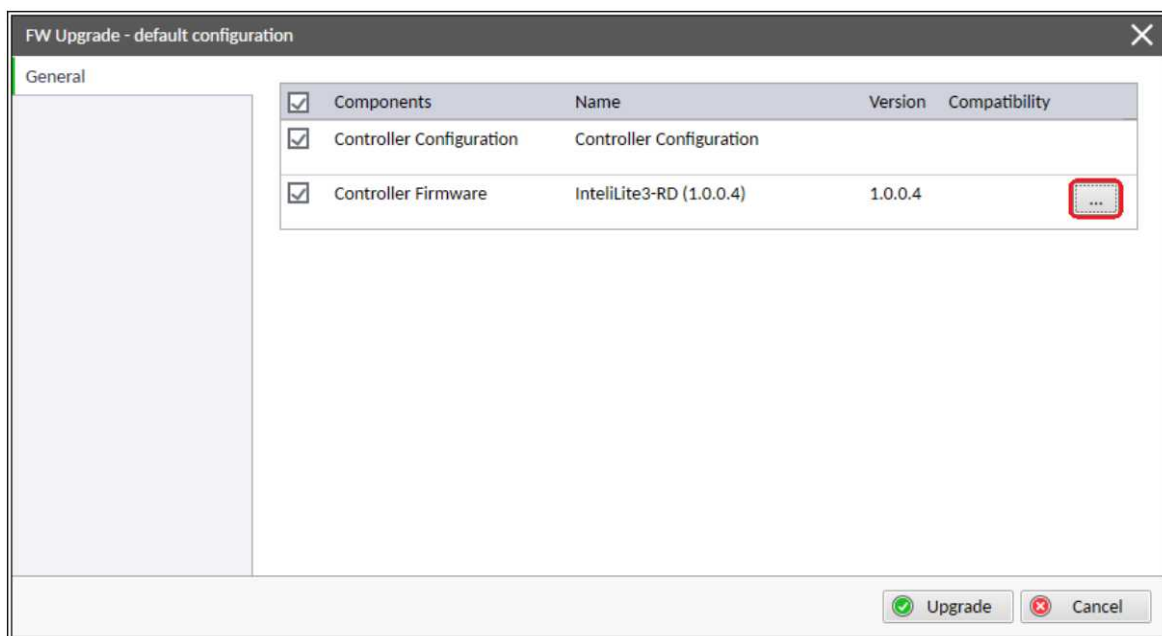 FW Upgrade - default configuration
General
Components Name Version Compatibility
Controller Configuration Controller Configuration
Controller Firmware InteliLite3-RD (1.0.0.4) 1.0.0.4 ...
Upgrade Cancel